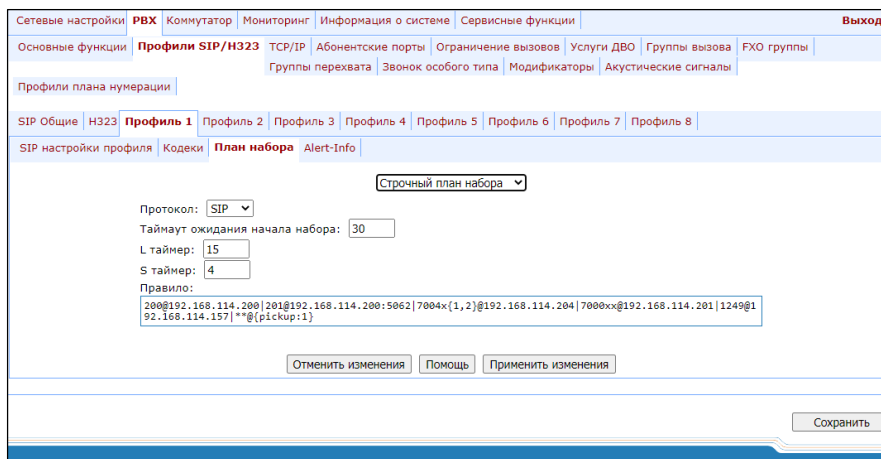 Сетевые настройки PBX Коммутатор Мониторинг Информация о системе Сервисные функции Выход
Основные функции Профили SIP/H323 TCP/IP Абонентские порты Ограничение вызовов Услуги ДВО Группы вызова FXO группы
Группы перехвата Звонок особого типа Модификаторы Акустические сигналы
Профили плана нумерации
SIP Общие H323 Профиль 1 Профиль 2 Профиль 3 Профиль 4 Профиль 5 Профиль 6 Профиль 7 Профиль 8
SIP настройки профиля Кодеки План набора Alert-Info
Строчный план набора
Протокол: SIP
Таймаут ожидания начала набора: 30
L таймер: 15
S таймер: 4
Правило:
200@192.168.114.200|201@192.168.114.200:5062|7004x{1,2}@192.168.114.204|7000xx@192.168.114.201|1249@1
92.168.114.157|**@{pickup:1}
Отменить изменения Помощь Применить изменения
Сохранить